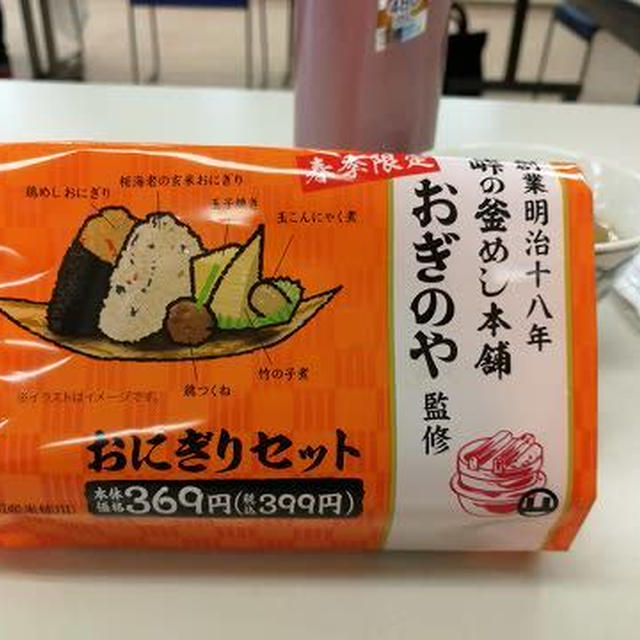 春季限定
創業明治十八年
峠の釜めし本舗
おぎのや監修
鶏めしおにぎり
桜海老の玄米おにぎり
玉子焼き
玉こんにゃく煮
竹の子煮
鶏つくね
※イラストはイメージです。
おにぎりセット
本体価格369円(税込399円)